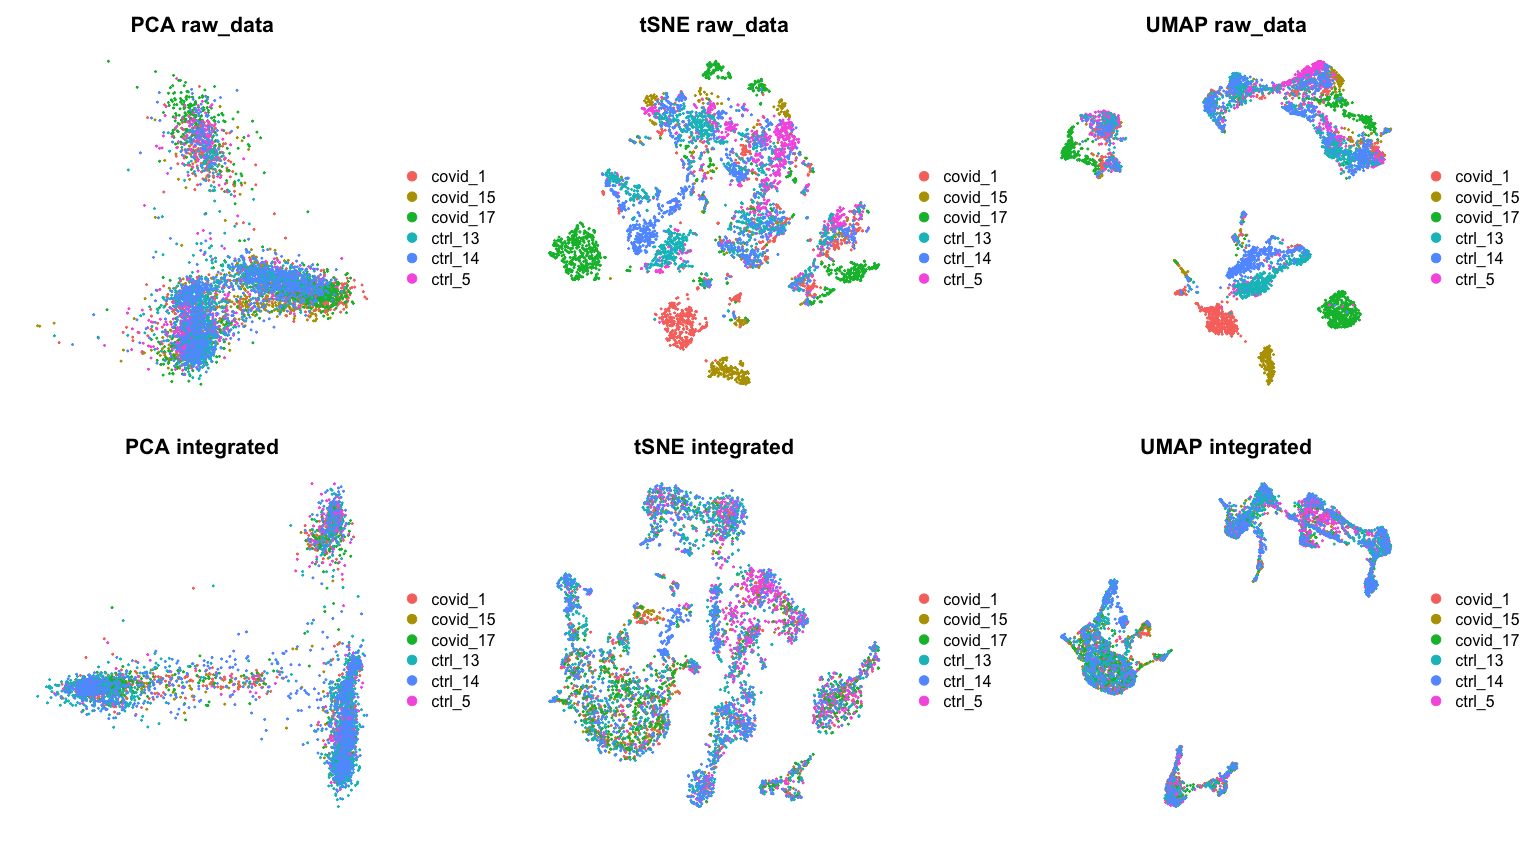 PCA raw_data
covid_1
covid_15
covid_17
ctrl_13
ctrl_14
ctrl_5
tSNE raw_data
covid_1
covid_15
covid_17
ctrl_13
ctrl_14
ctrl_5
UMAP raw_data
covid_1
covid_15
covid_17
ctrl_13
ctrl_14
ctrl_5
PCA integrated
covid_1
covid_15
covid_17
ctrl_13
ctrl_14
ctrl_5
tSNE integrated
covid_1
covid_15
covid_17
ctrl_13
ctrl_14
ctrl_5
UMAP integrated
covid_1
covid_15
covid_17
ctrl_13
ctrl_14
ctrl_5